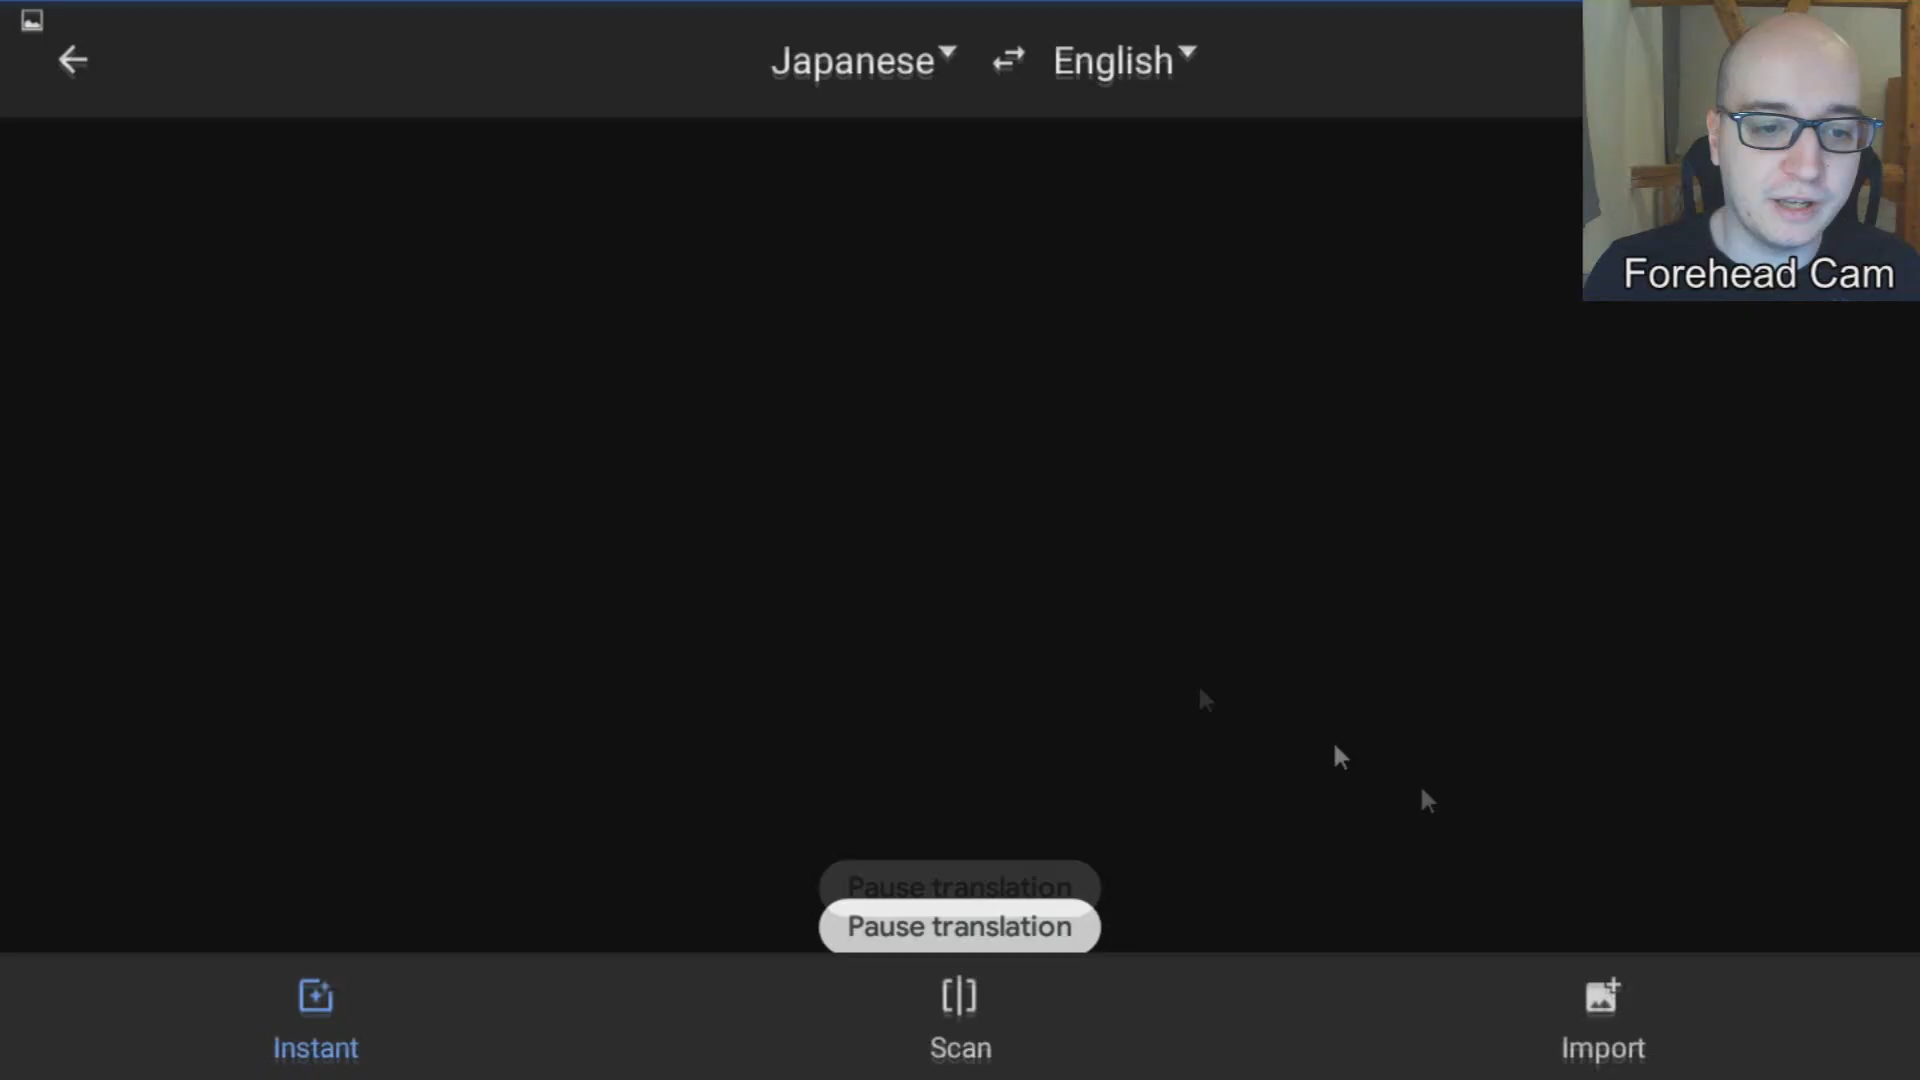 Japanese English
Forehead Cam
Pause translation
Pause translation
Instant Scan Import